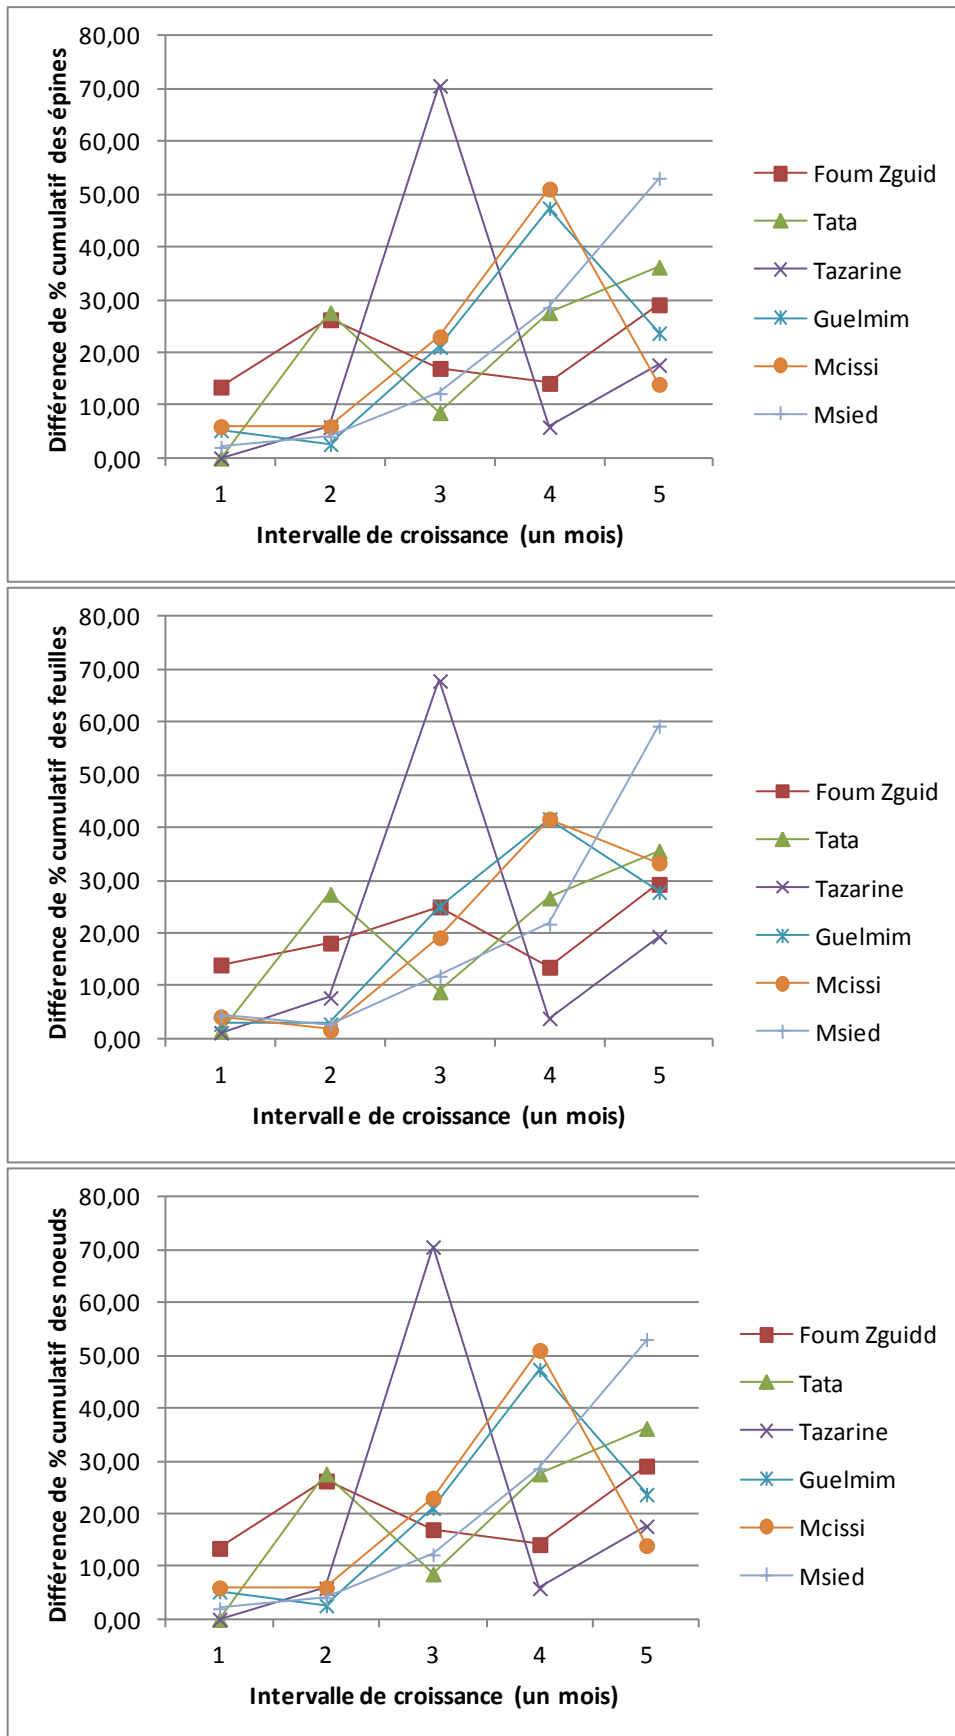 Différence de % cumulatif des épines
80,00
70,00
60,00
50,00
40,00
30,00
20,00
10,00
0,00
1 2 3 4 5
Intervalle de croissance (un mois)
Foum Zguid
Tata
Tazarine
Guelmim
Mcissi
Msied
Différence de % cumulatif des feuilles
80,00
70,00
60,00
50,00
40,00
30,00
20,00
10,00
0,00
1 2 3 4 5
Intervalle de croissance (un mois)
Foum Zguid
Tata
Tazarine
Guelmim
Mcissi
Msied
Différence de % cumulatif des noeuds
80,00
70,00
60,00
50,00
40,00
30,00
20,00
10,00
0,00
1 2 3 4 5
Intervalle de croissance (un mois)
Foum Zguidd
Tata
Tazarine
Guelmim
Mcissi
Msied